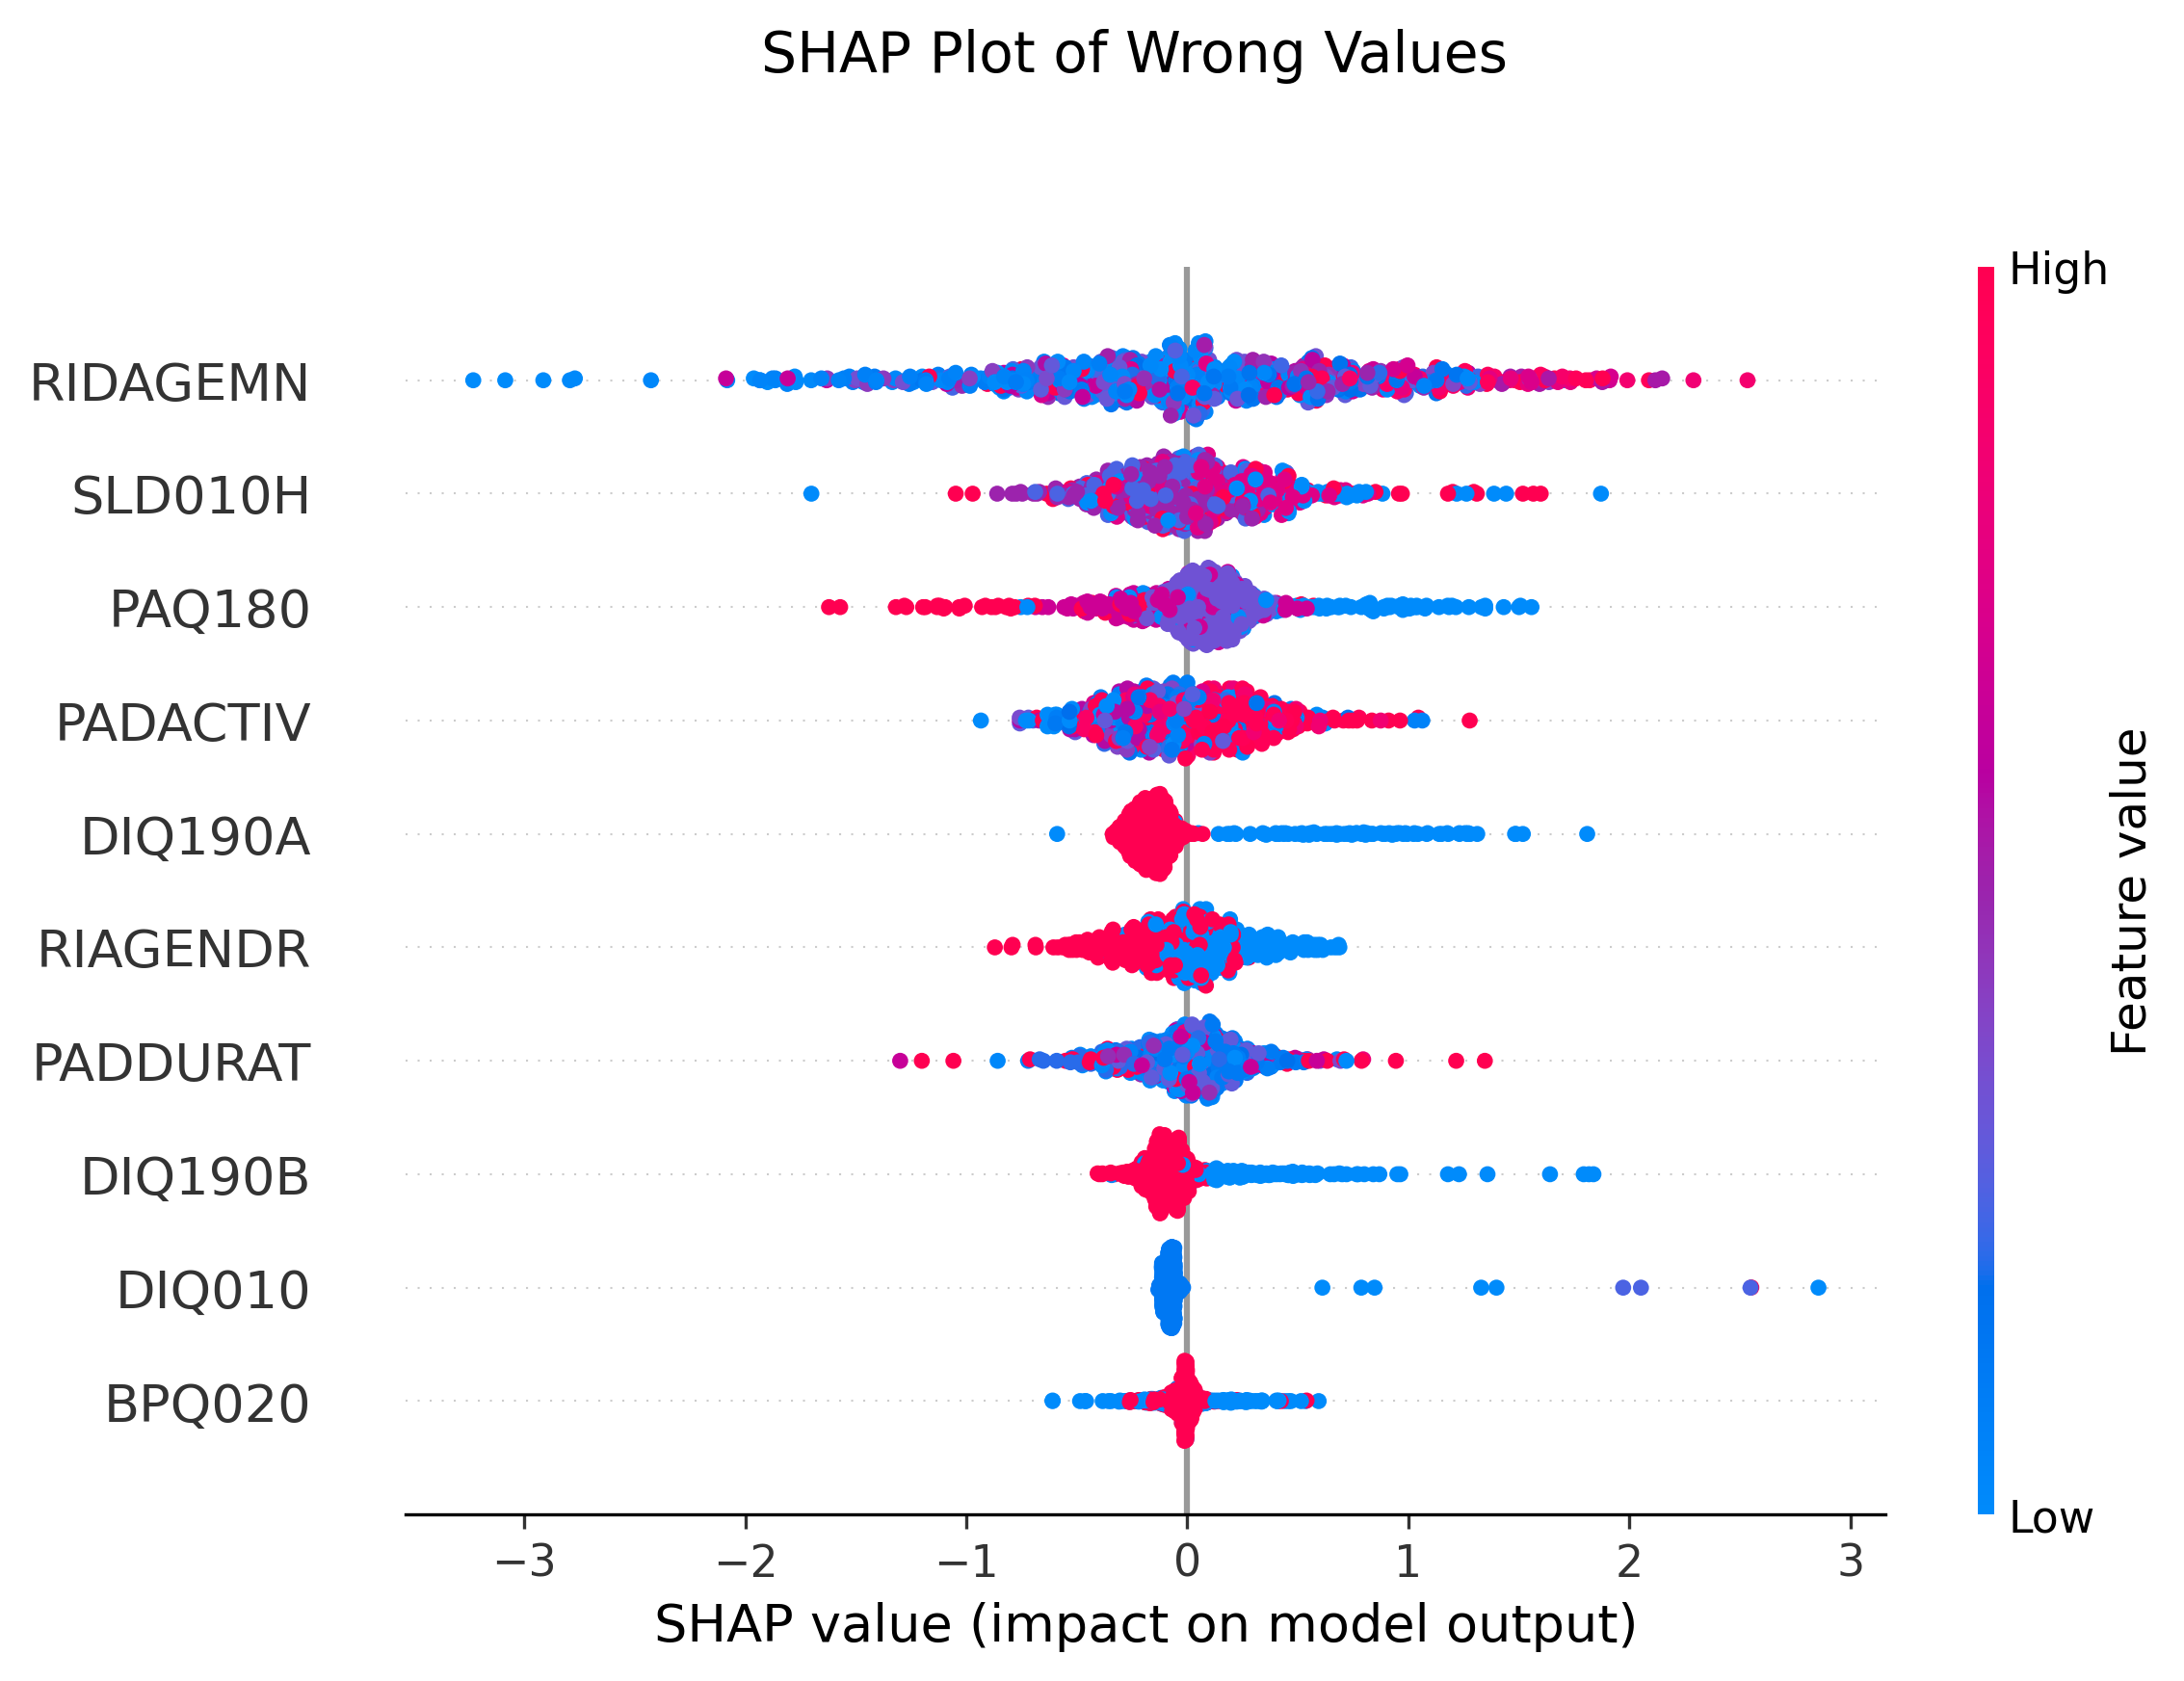 SHAP Plot of Wrong Values
High
RIDAGEMN
SLD010H
PAQ180
PADACTIV
DIQ190A
RIAGENDR
PADDURAT
DIQ190B
DIQ010
BPQ020
Feature value
Low
−3 −2 −1 0 1 2 3
SHAP value (impact on model output)